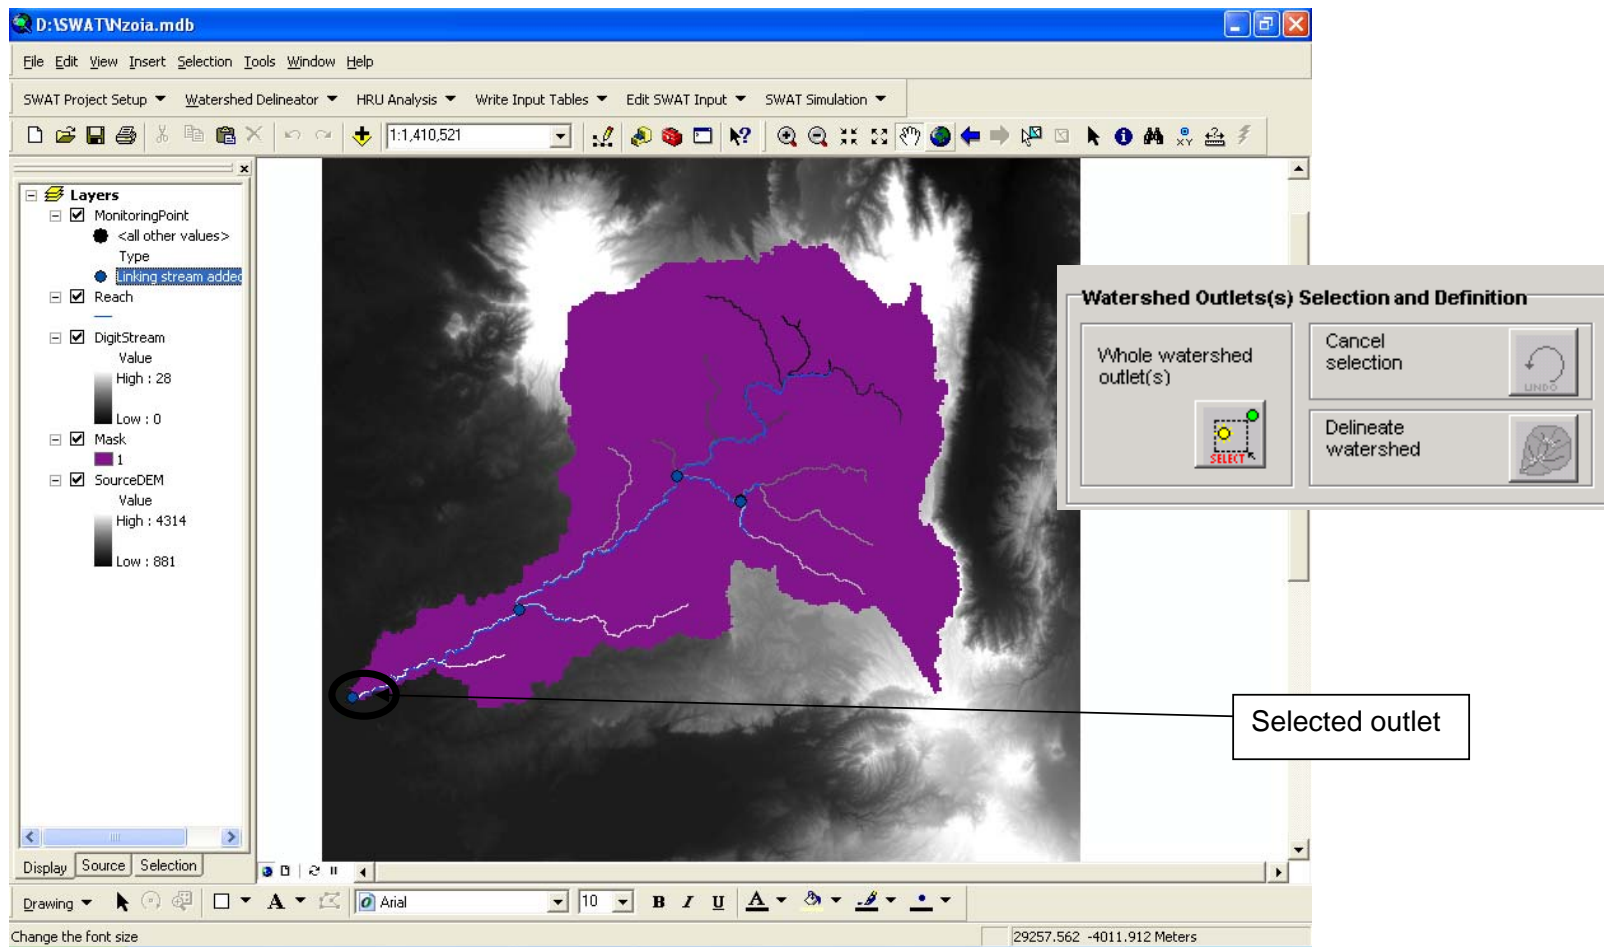 D:\SWAT\Nzoia.mdb
File Edit View Insert Selection Tools Window Help
SWAT Project Setup Watershed Delineator HRU Analysis Write Input Tables Edit SWAT Input SWAT Simulation
1:1,410,521
Layers
MonitoringPoint
<all other values>
Type
Linking stream added
Reach
DigitStream
Value
High : 28
Low : 0
Mask
1
SourceDEM
Value
High : 4314
Low : 881
Watershed Outlets(s) Selection and Definition
Whole watershed
outlet(s)
SELECT
Cancel
selection
UNDO
Delineate
watershed
Selected outlet
Display Source Selection
Drawing A Arial 10 B I U A
Change the font size
29257.562 -4011.912 Meters